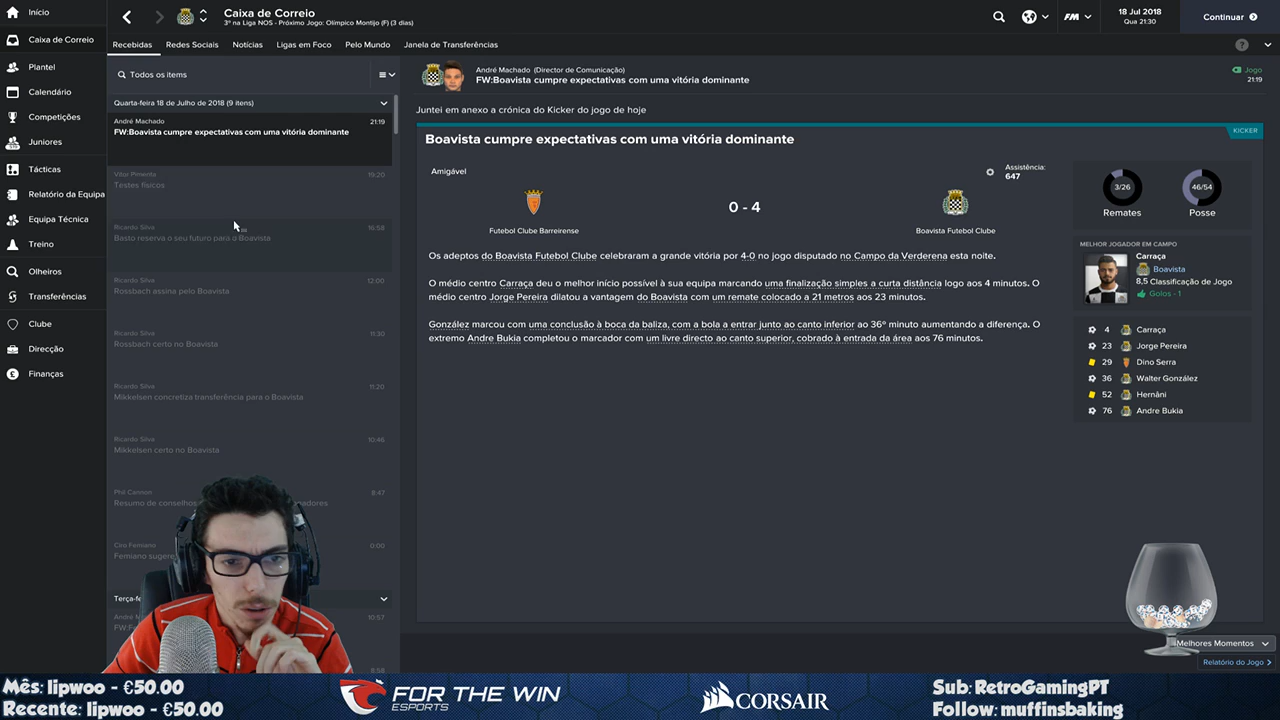 Início
Caixa de Correio
Plantel
Calendário
Competições
Juniores
Tácticas
Relatório da Equipa
Equipa Técnica
Treino
Olheiros
Transferências
Clube
Direcção
Finanças
Caixa de Correio
3º na Liga NOS - Próximo Jogo: Olímpico Montijo (F) (3 dias)
FM
18 Jul 2018
Qua 21:30
Continuar
Recebidas
Redes Sociais
Notícias
Ligas em Foco
Pelo Mundo
Janela de Transferências
Todos os itens
Quarta-feira 18 de Julho de 2018 (9 itens)
André Machado 21:19
FW:Boavista cumpre expectativas com uma vitória dominante
Vítor Pimenta 19:20
Testes físicos
Ricardo Silva 16:58
Basto reserva o seu futuro para o Boavista
Ricardo Silva 12:00
Rossbach assina pelo Boavista
Ricardo Silva 11:30
Rossbach certo no Boavista
Ricardo Silva 11:20
Mikkelsen concretiza transferência para o Boavista
Ricardo Silva 10:46
Mikkelsen certo no Boavista
Phil Cannon 8:47
Resumo de conselhos
Ciro Femiano 0:00
Femiano suger
Terça-fe
André M 10:57
FW:F
8:58
André Machado (Director de Comunicação)
FW:Boavista cumpre expectativas com uma vitória dominante
Jogo
21:19
Juntei em anexo a crónica do Kicker do jogo de hoje
KICKER
Boavista cumpre expectativas com uma vitória dominante
Amigável
Assistência:
647
0 - 4
Futebol Clube Barreirense
Boavista Futebol Clube
Os adeptos do Boavista Futebol Clube celebraram a grande vitória por 4-0 no jogo disputado no Campo da Verderena esta noite.
O médio centro Carraça deu o melhor início possível à sua equipa marcando uma finalização simples a curta distância logo aos 4 minutos. O
médio centro Jorge Pereira dilatou a vantagem do Boavista com um remate colocado a 21 metros aos 23 minutos.
González marcou com uma conclusão à boca da baliza, com a bola a entrar junto ao canto inferior ao 36º minuto aumentando a diferença. O
extremo Andre Bukia completou o marcador com um livre directo ao canto superior, cobrado à entrada da área aos 76 minutos.
3/26
Remates
46/54
Posse
MELHOR JOGADOR EM CAMPO
Carraça
Boavista
8,5 Classificação de Jogo
Golos - 1
4 Carraça
23 Jorge Pereira
29 Dino Serra
36 Walter González
52 Hernâni
76 Andre Bukia
Melhores Momentos
Relatório do Jogo
Mês: lipwoo - €50.00
Recente: lipwoo - €50.00
FOR THE WIN
ESPORTS
CORSAIR
Sub: RetroGamingPT
Follow: muffinsbaking